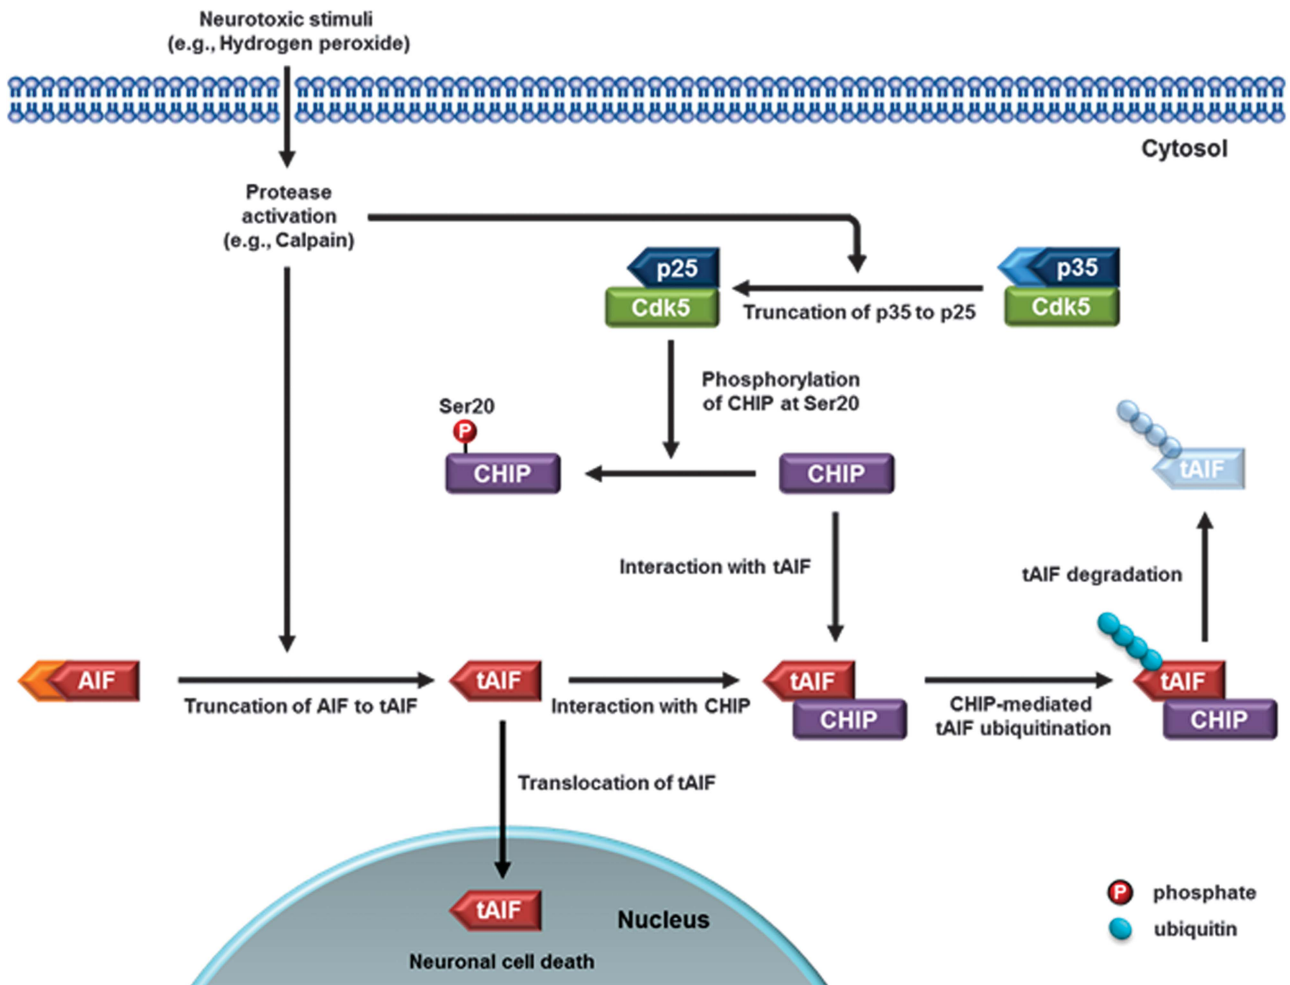 Neurotoxic stimuli
(e.g., Hydrogen peroxide)
Cytosol
Protease
activation
(e.g., Calpain)
p25
Cdk5
p35
Cdk5
Truncation of p35 to p25
Phosphorylation
of CHIP at Ser20
Ser20
P
CHIP
CHIP
tAIF
Interaction with tAIF
tAIF degradation
AIF
Truncation of AIF to tAIF
tAIF
Interaction with CHIP
tAIF
CHIP
CHIP-mediated
tAIF ubiquitination
tAIF
CHIP
Translocation of tAIF
tAIF
Nucleus
Neuronal cell death
P phosphate
ubiquitin